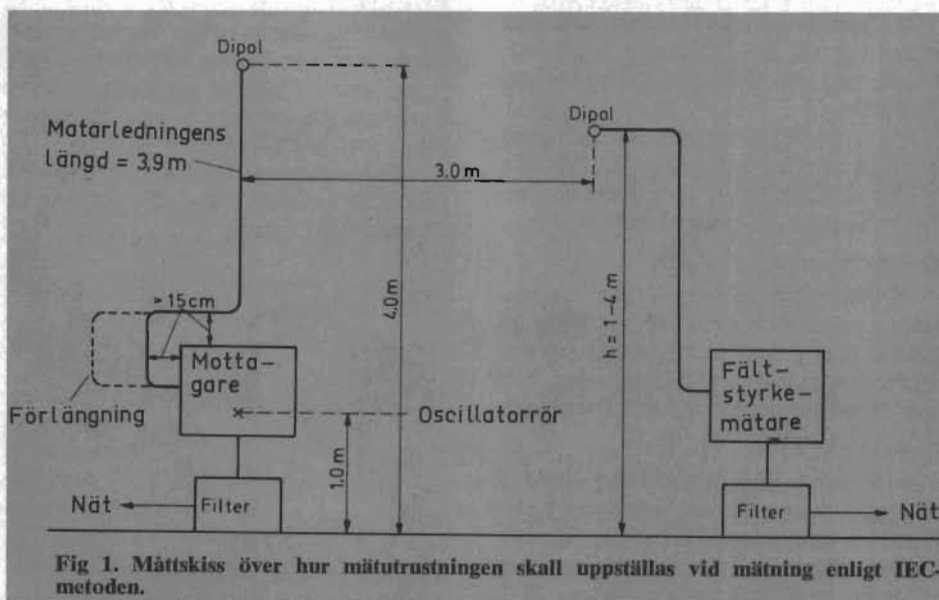 Dipol
Dipol
Matarledningens
längd = 3,9 m
3.0 m
> 15 cm
4.0 m
h = 1-4 m
Motta-
gare
Fält-
styrke-
mätare
Förlängning
Oscillatorrör
1.0 m
Nät
Filter
Filter
Nät
Fig 1. Måttskiss över hur mätutrustningen skall uppställas vid mätning enligt IEC-
metoden.